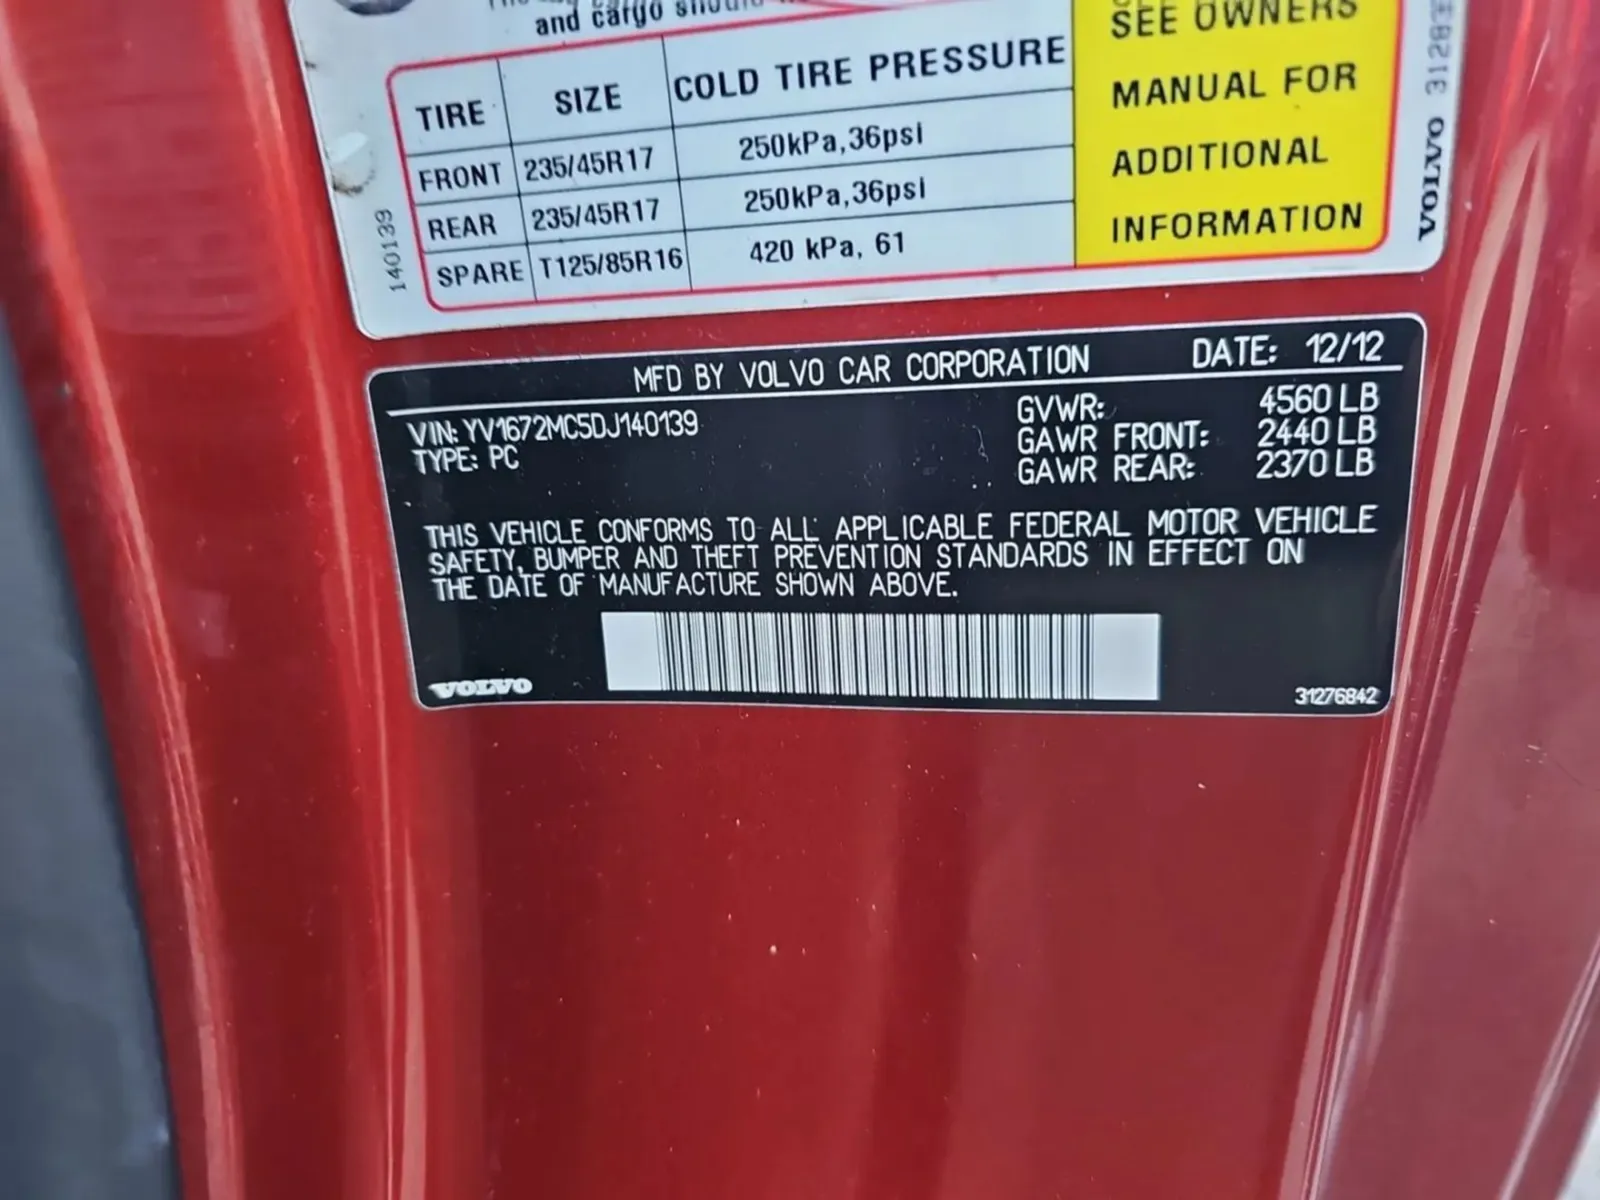 and cargo
TIRE SIZE COLD TIRE PRESSURE
FRONT 235/45R17 250kPa,36psi
REAR 235/45R17 250kPa,36psi
SPARE T125/85R16 420 kPa, 61
SEE OWNERS
MANUAL FOR
ADDITIONAL
INFORMATION
140139
VOLVO 31283
MFD BY VOLVO CAR CORPORATION DATE: 12/12
VIN: YV1672MC5DJ140139
TYPE: PC
GVWR: 4560 LB
GAWR FRONT: 2440 LB
GAWR REAR: 2370 LB
THIS VEHICLE CONFORMS TO ALL APPLICABLE FEDERAL MOTOR VEHICLE
SAFETY, BUMPER AND THEFT PREVENTION STANDARDS IN EFFECT ON
THE DATE OF MANUFACTURE SHOWN ABOVE.
VOLVO
31276842